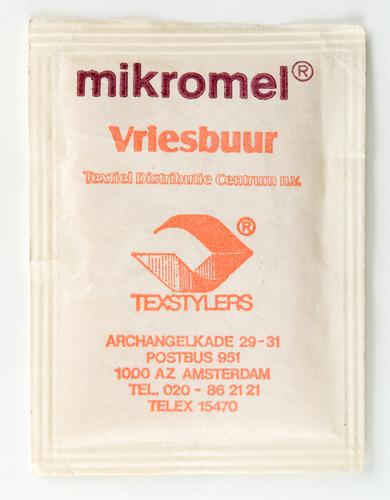 mikromel®
Vriesbuur
Textiel Distributie Centrum n.v.
®
TEXSTYLERS
ARCHANGELKADE 29-31
POSTBUS 951
1000 AZ AMSTERDAM
TEL. 020 - 86 21 21
TELEX 15470